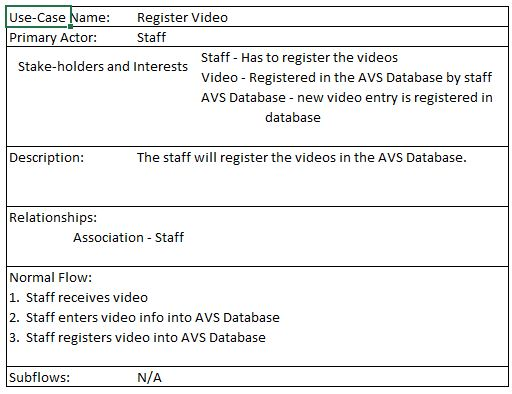 Use-Case Name: Register Video
Primary Actor: Staff
Stake-holders and Interests
Staff - Has to register the videos
Video - Registered in the AVS Database by staff
AVS Database - new video entry is registered in
database
Description: The staff will register the videos in the AVS Database.
Relationships:
Association - Staff
Normal Flow:
1. Staff receives video
2. Staff enters video info into AVS Database
3. Staff registers video into AVS Database
Subflows: N/A